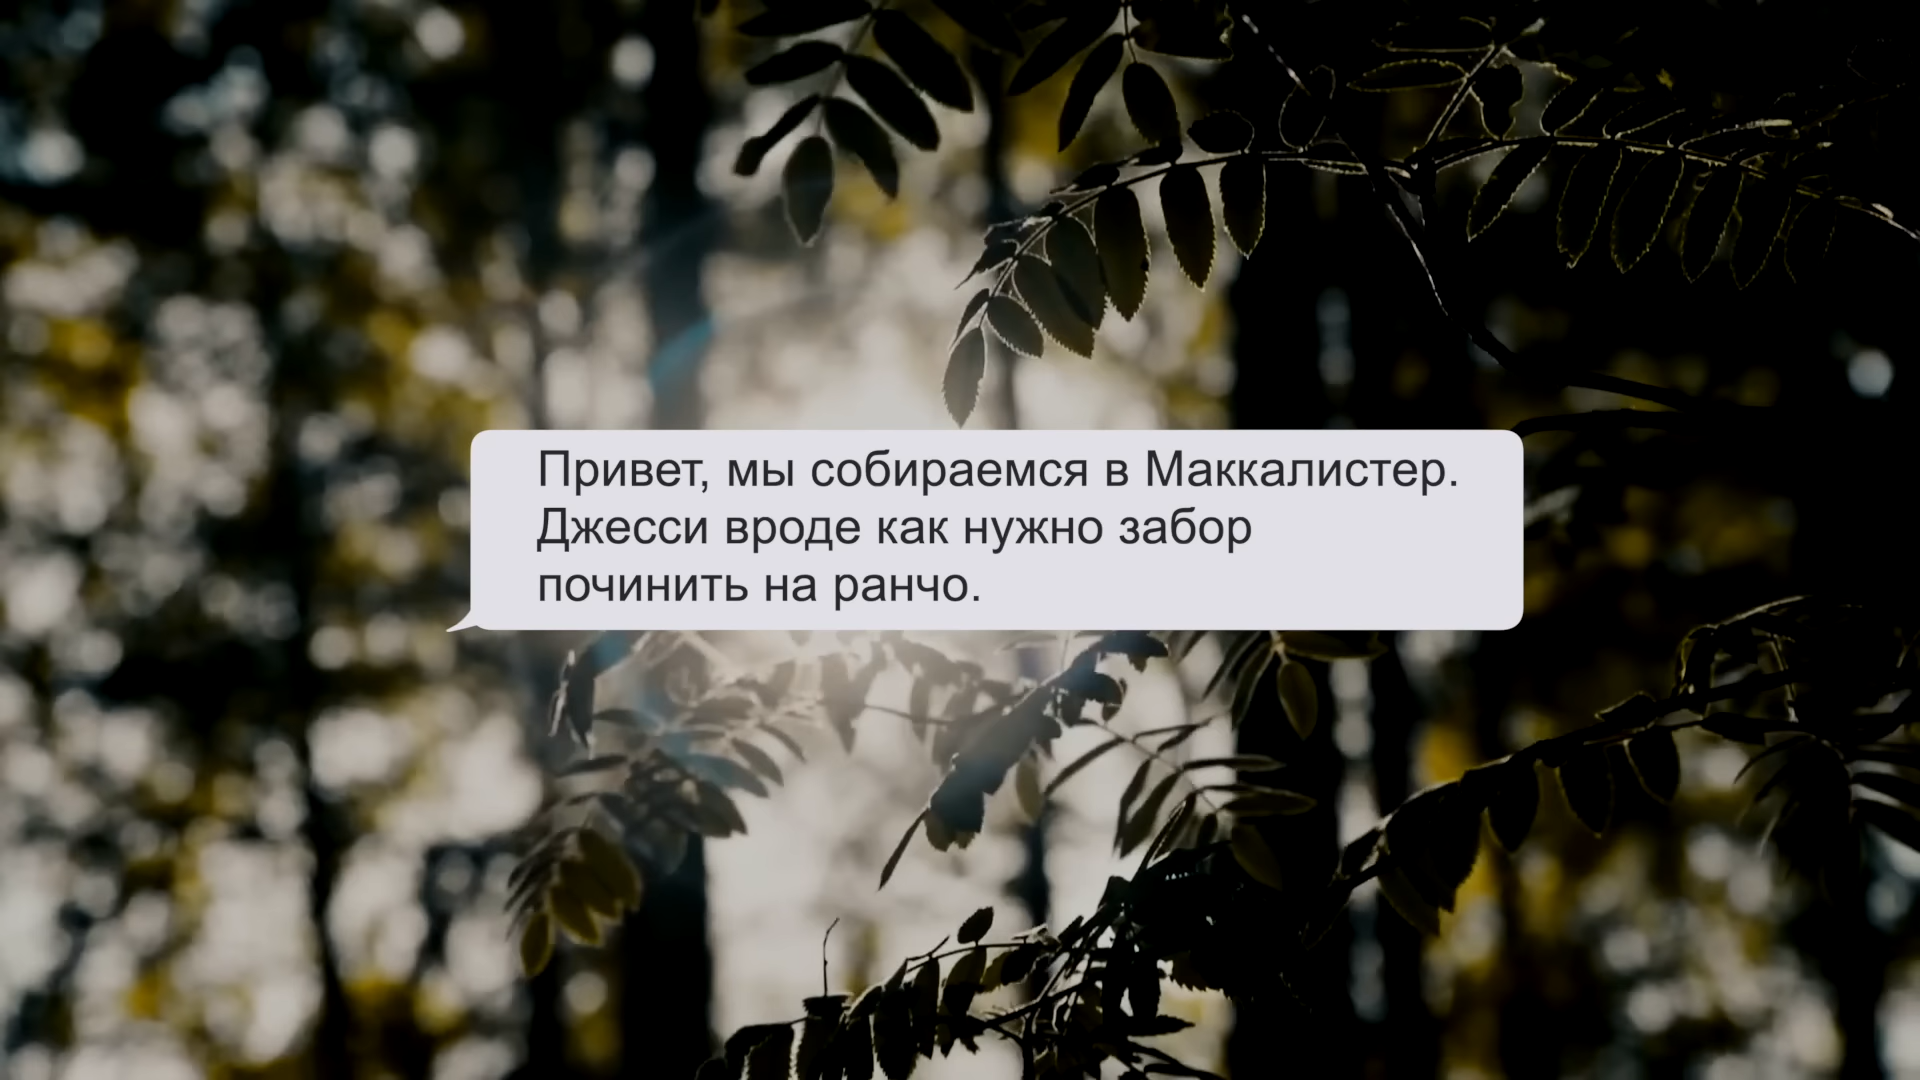 Привет, мы собираемся в Маккалистер.
Джесси вроде как нужно забор
починить на ранчо.